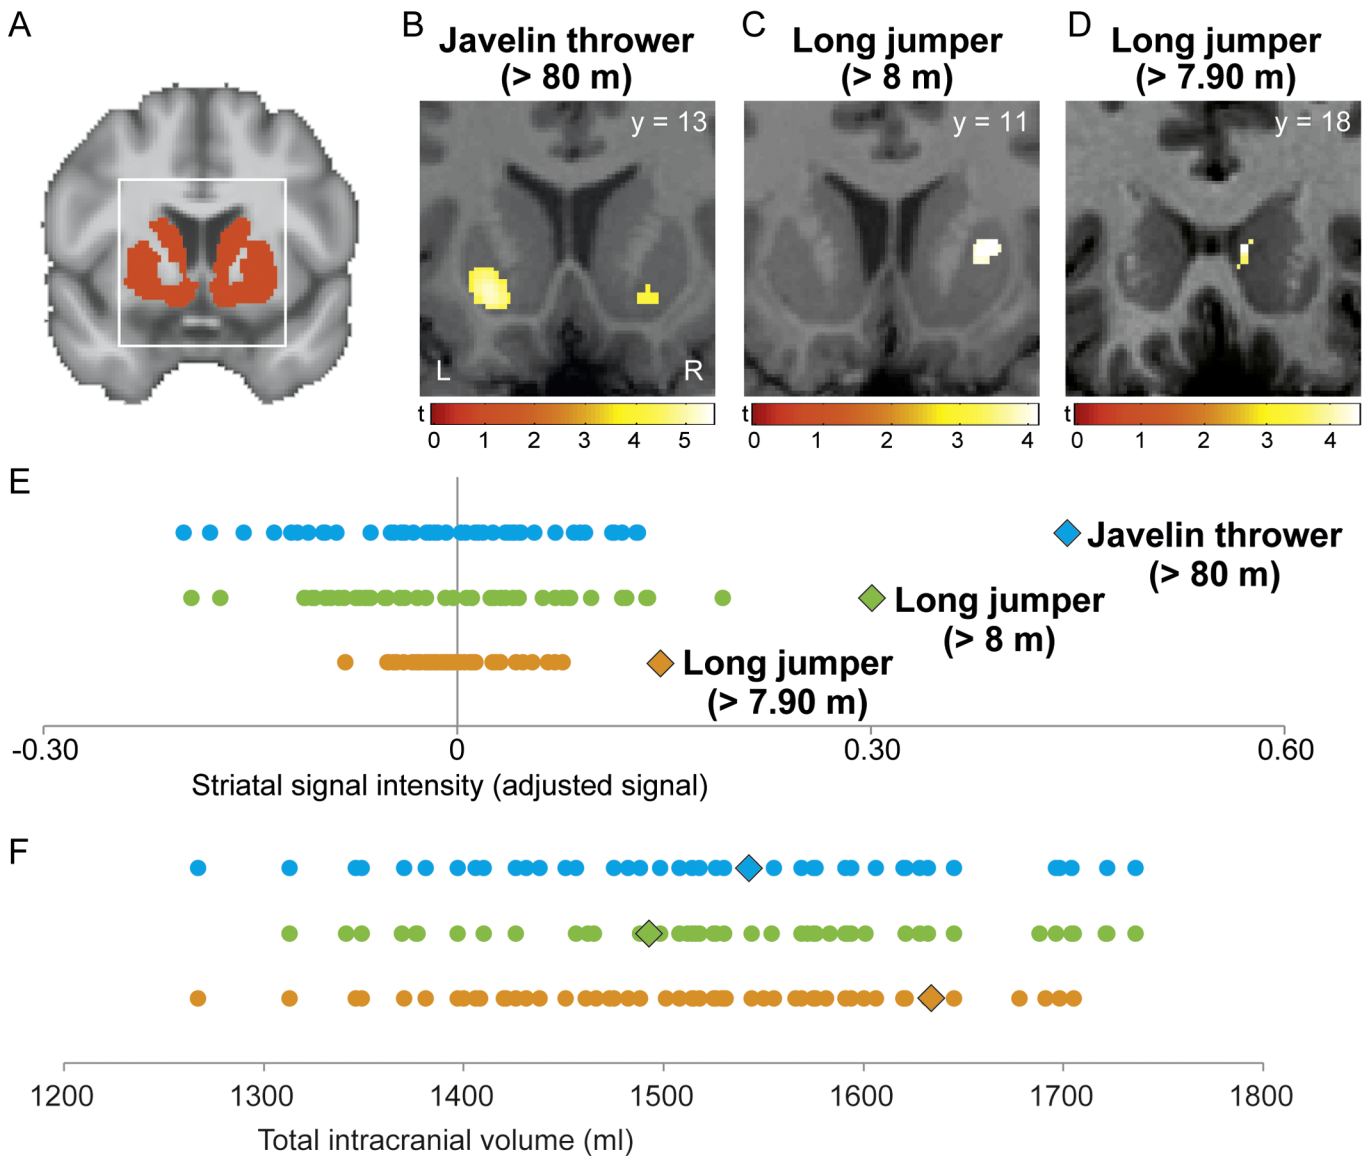 A
B
Javelin thrower
(> 80 m)
C
Long jumper
(> 8 m)
D
Long jumper
(> 7.90 m)
y = 13
y = 11
y = 18
L
R
t
0 1 2 3 4 5
t
0 1 2 3 4
t
0 1 2 3 4
E
Javelin thrower
(> 80 m)
Long jumper
(> 8 m)
Long jumper
(> 7.90 m)
-0.30 0 0.30 0.60
Striatal signal intensity (adjusted signal)
F
1200 1300 1400 1500 1600 1700 1800
Total intracranial volume (ml)